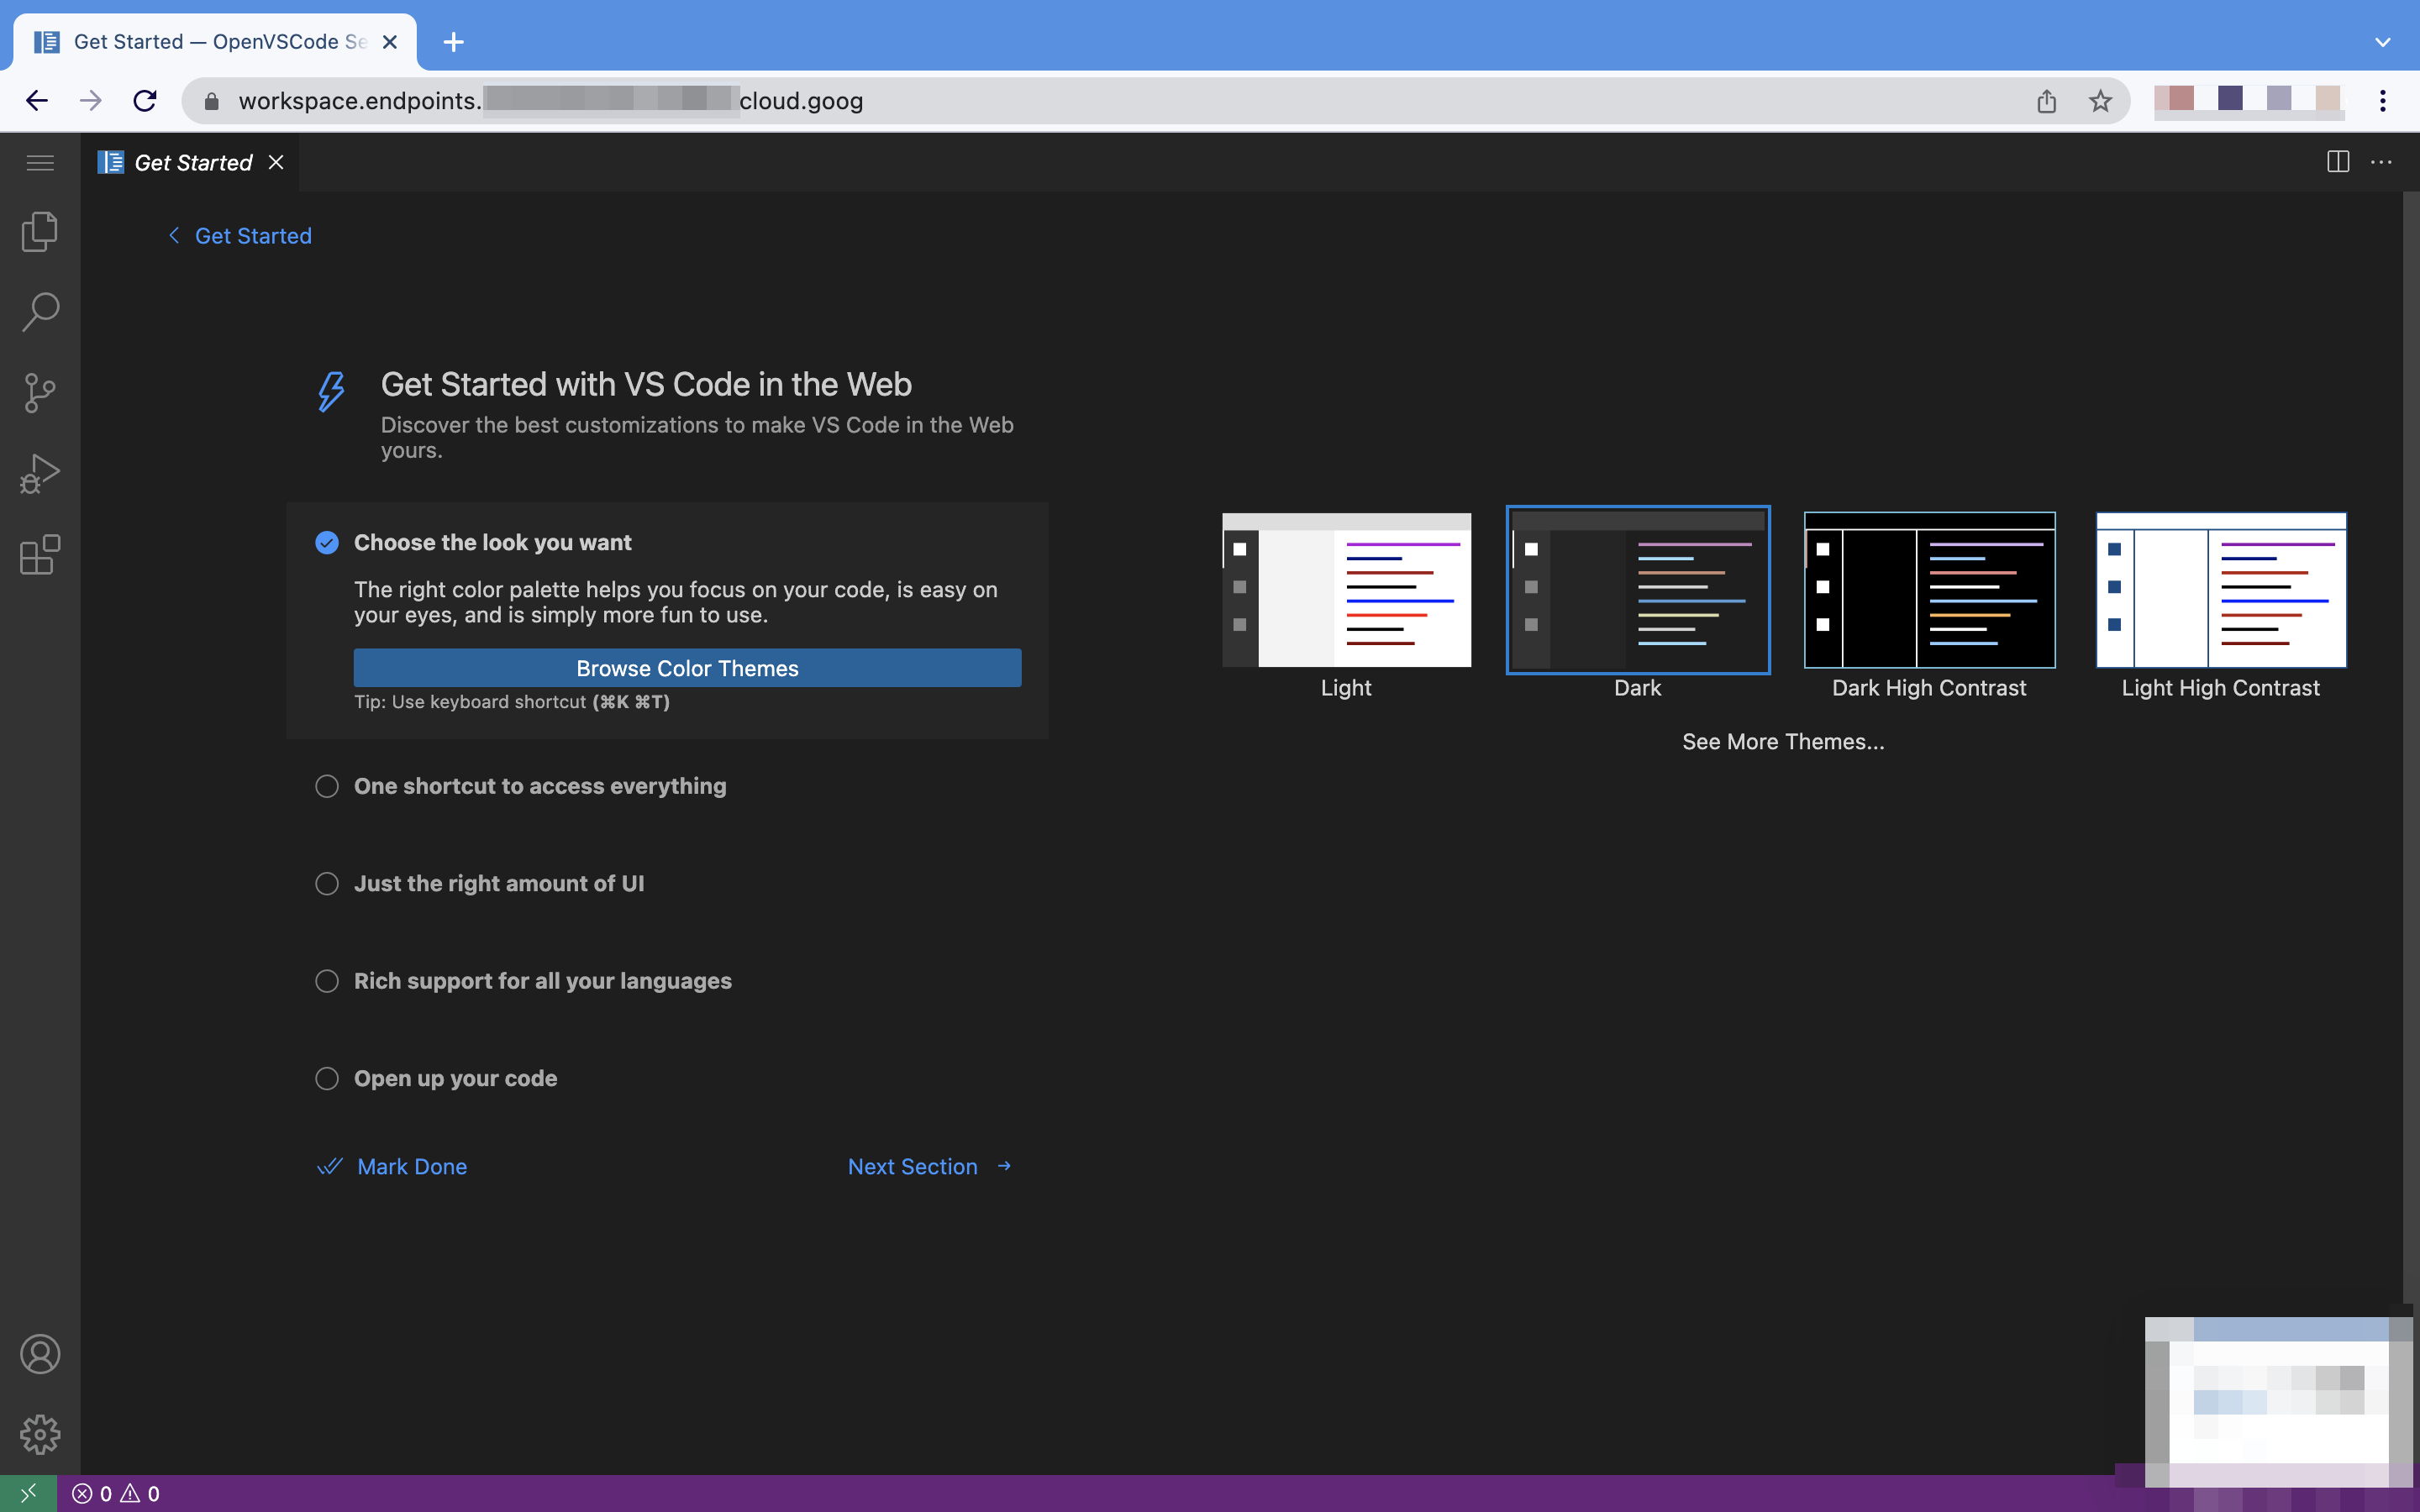 Get Started — OpenVSCode Se
workspace.endpoints.
cloud.goog
Get Started
Get Started
Get Started with VS Code in the Web
Discover the best customizations to make VS Code in the Web
yours.
Choose the look you want
The right color palette helps you focus on your code, is easy on
your eyes, and is simply more fun to use.
Browse Color Themes
Tip: Use keyboard shortcut (⌘K ⌘T)
Light
Dark
Dark High Contrast
Light High Contrast
See More Themes...
One shortcut to access everything
Just the right amount of UI
Rich support for all your languages
Open up your code
Mark Done
Next Section
0
0